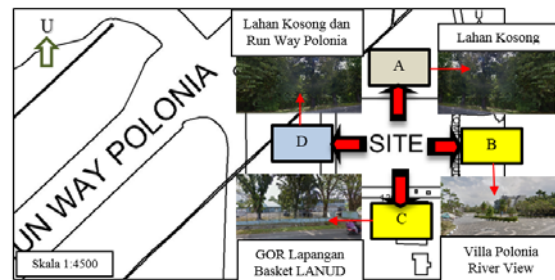 U
Lahan Kosong dan
Run Way Polonia
Lahan Kosong
A
RUN WAY POLONIA
D
SITE
B
C
Skala 1:4500
GOR Lapangan
Basket LANUD
Villa Polonia
River View